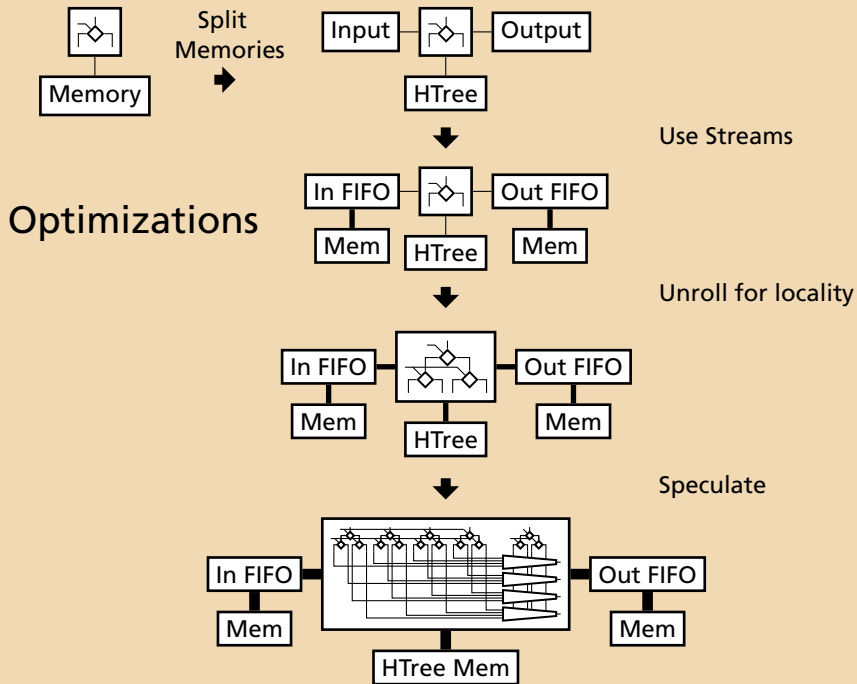 Split
Memories
Memory
Input
Output
HTree
Use Streams
Optimizations
In FIFO
Out FIFO
Mem
HTree
Mem
Unroll for locality
In FIFO
Out FIFO
Mem
HTree
Mem
Speculate
In FIFO
Out FIFO
Mem
Mem
HTree Mem